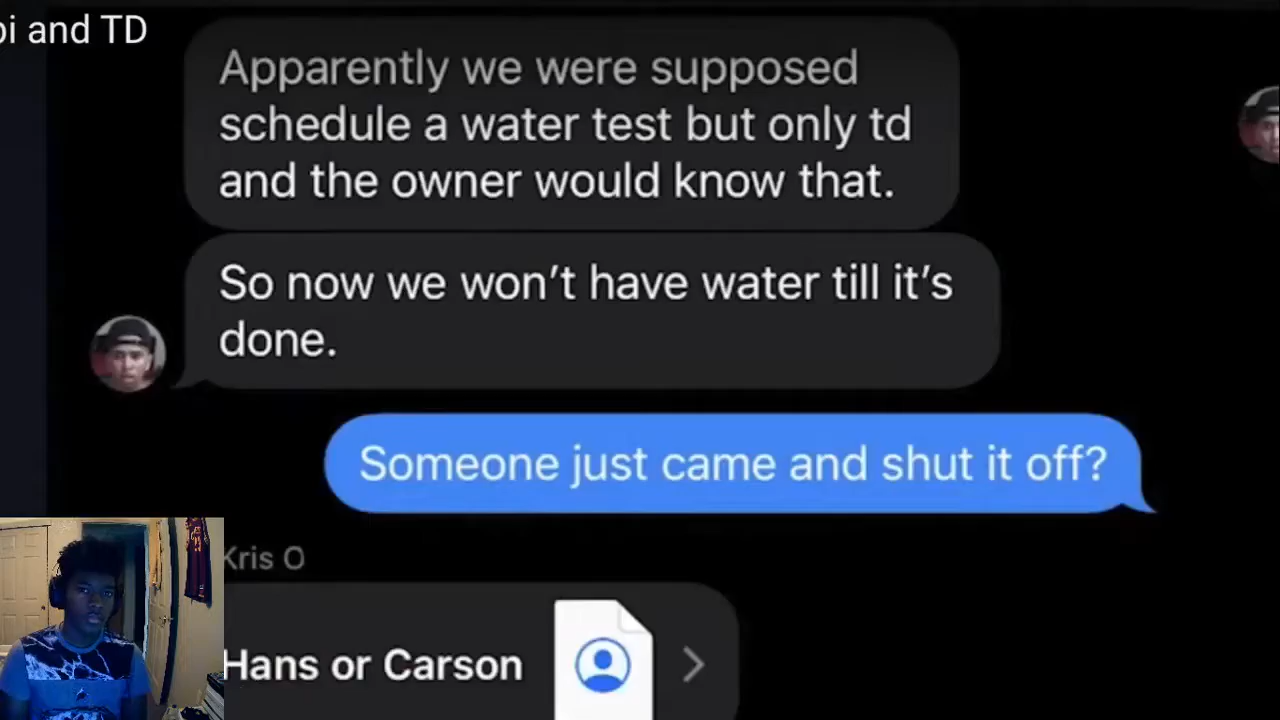 oi and TD
Apparently we were supposed
schedule a water test but only td
and the owner would know that.
So now we won't have water till it's
done.
Someone just came and shut it off?
Kris O
Hans or Carson